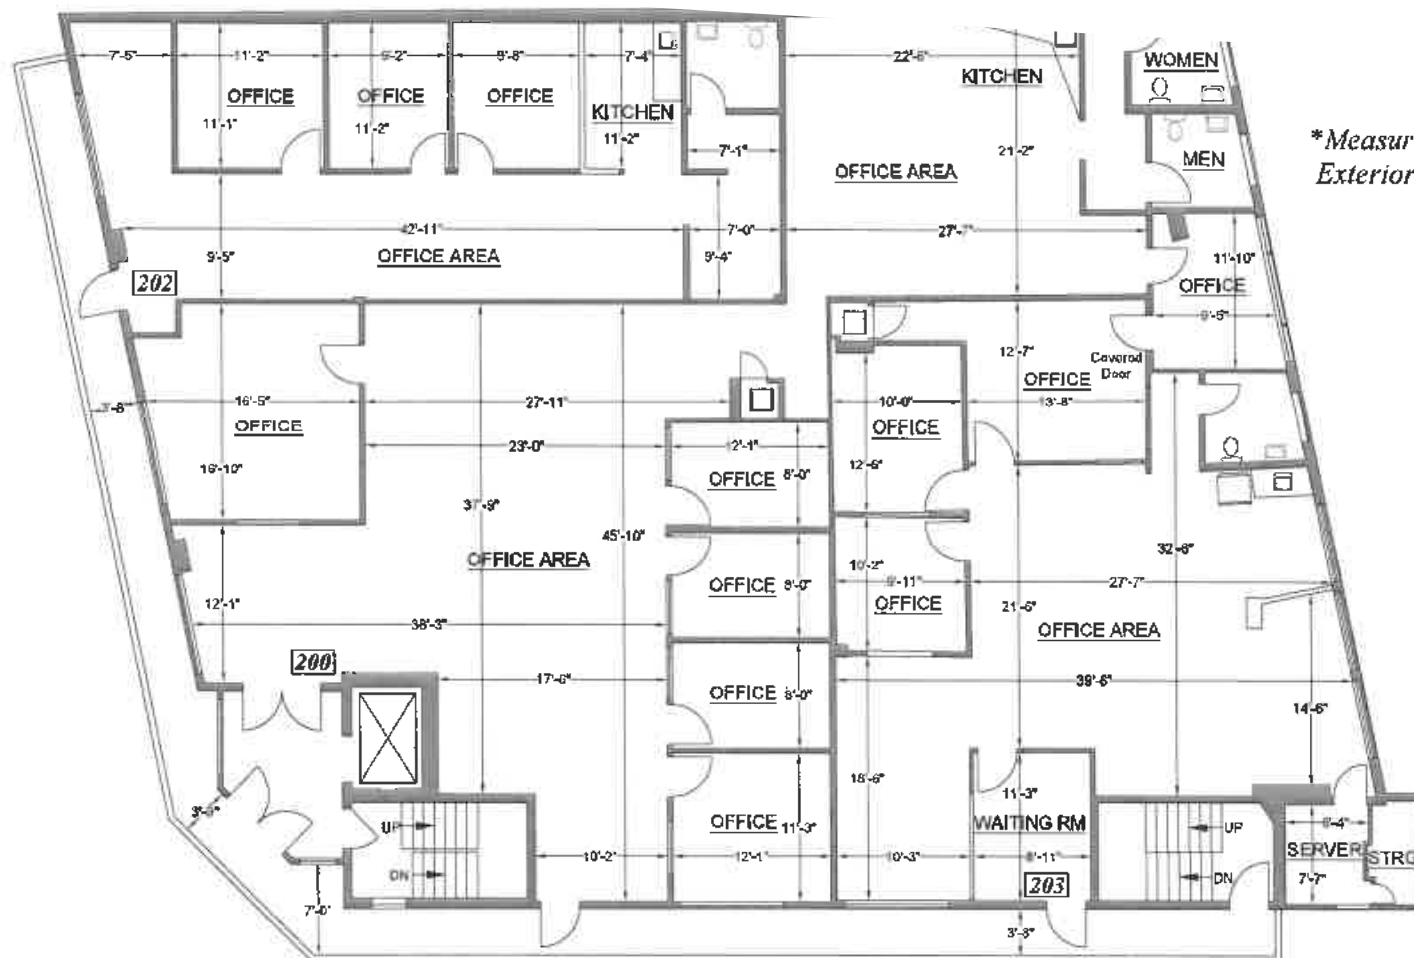 7'-5"
11'-2"
9'-2"
9'-8"
7'-4"
22'-6"
KITCHEN
WOMEN
OFFICE
OFFICE
OFFICE
KITCHEN
11'-1"
11'-2"
11'-2"
7'-1"
21'-2"
MEN
*Measur
Exterior
OFFICE AREA
42'-11"
7'-0"
27'-7"
9'-5"
OFFICE AREA
9'-4"
11'-10"
202
OFFICE
9'-5"
12'-7"
Covered
Door
OFFICE
13'-8"
16'-5"
27'-11"
10'-0"
OFFICE
OFFICE
23'-0"
12'-1"
16'-10"
OFFICE
8'-0"
12'-6"
37'-9"
45'-10"
OFFICE AREA
32'-6"
10'-2"
9'-11"
27'-7"
OFFICE
8'-0"
OFFICE
12'-1"
38'-3"
21'-6"
OFFICE AREA
200
17'-6"
OFFICE
8'-0"
39'-6"
14'-6"
18'-6"
11'-3"
UP
DN
OFFICE
11'-3"
WAITING RM
UP
DN
SERVER
STRO
10'-2"
12'-1"
10'-3"
8'-11"
203
7'-7"
7'-0"
3'-8"